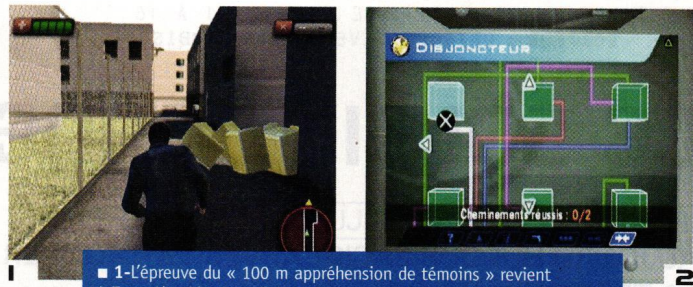 DISJONCTEUR
Cheminements réussis : 0/2
1
■ 1-L'épreuve du « 100 m appréhension de témoins » revient
2